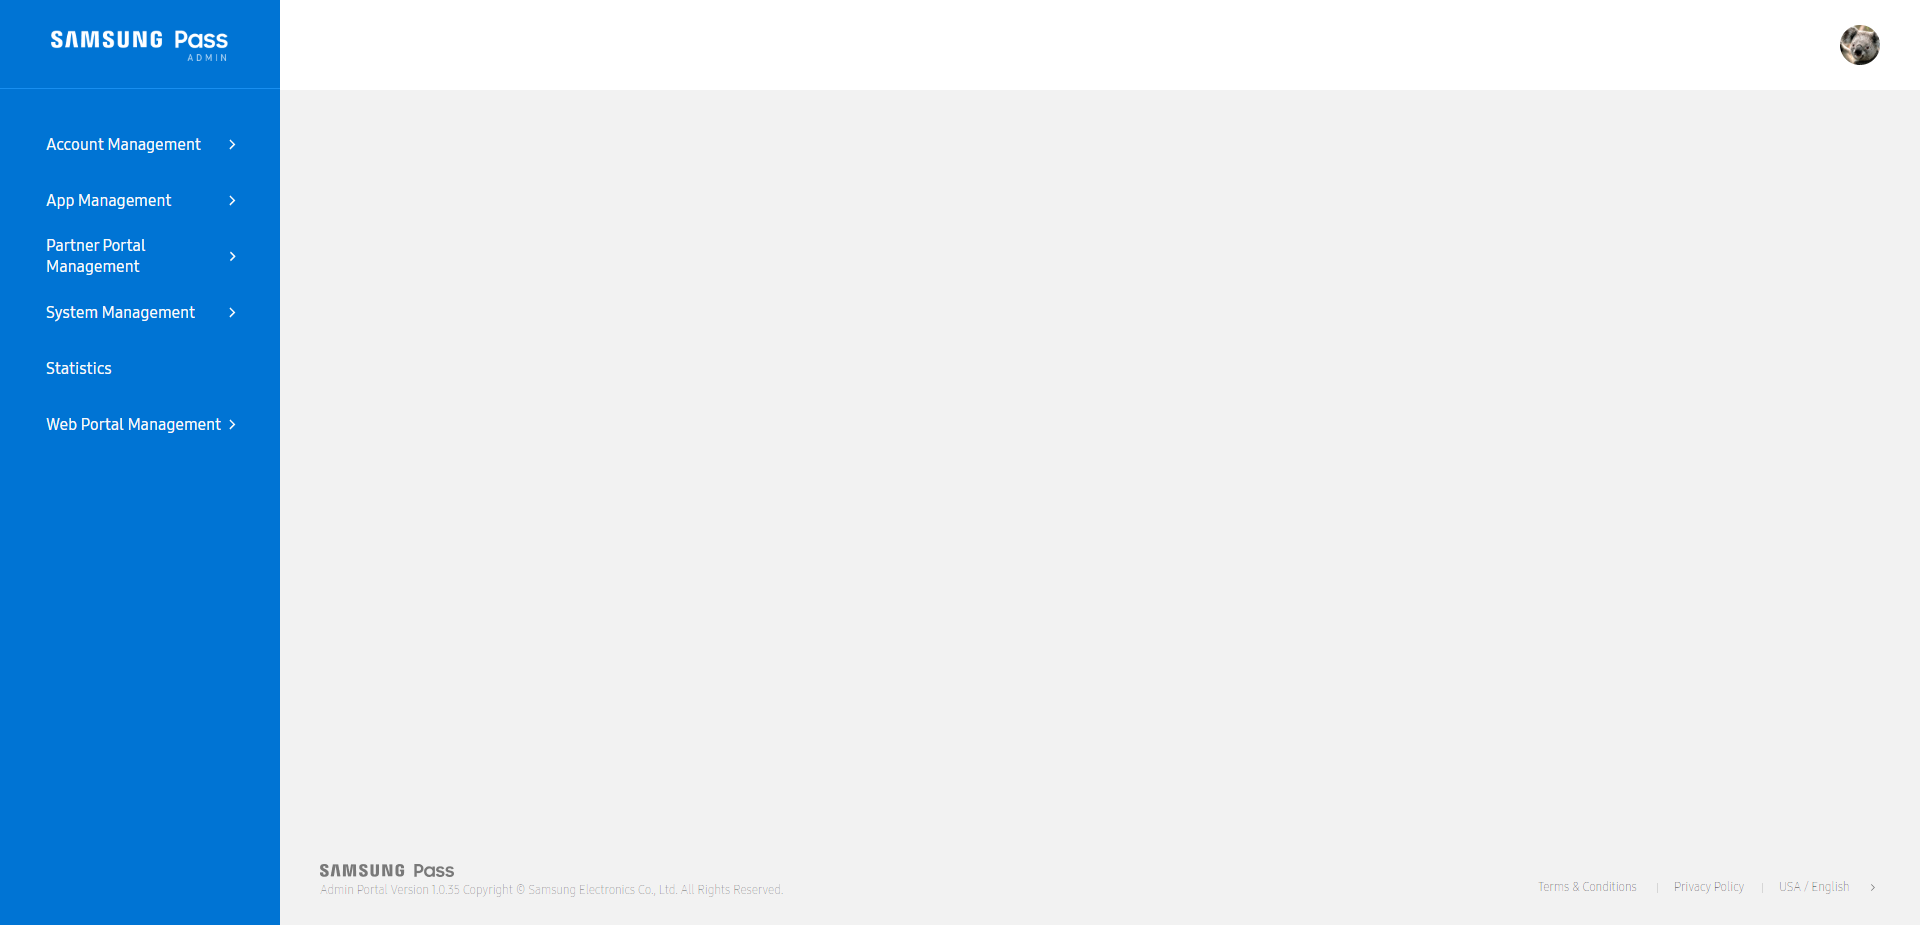 SAMSUNG Pass
ADMIN
Account Management
App Management
Partner Portal
Management
System Management
Statistics
Web Portal Management
SAMSUNG Pass
Admin Portal Version 1.0.35 Copyright © Samsung Electronics Co., Ltd. All Rights Reserved.
Terms & Conditions | Privacy Policy | USA / English